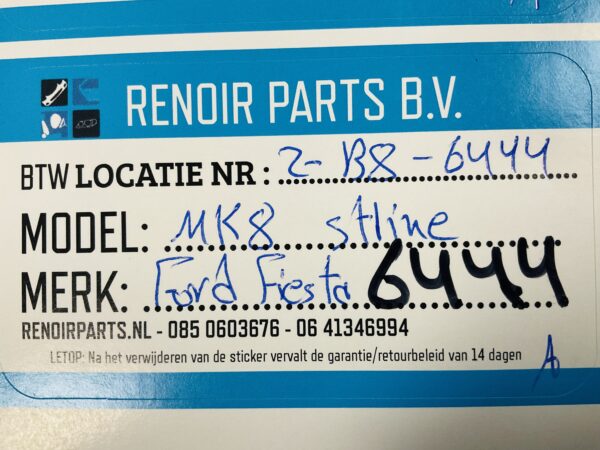 RENOIR PARTS B.V.
BTW LOCATIE NR : 2-B8-6444
MODEL: MK8 stline
MERK: Ford Fiesta 6444
RENOIRPARTS.NL - 085 0603676 - 06 41346994
LETOP: Na het verwijderen van de sticker vervalt de garantie/retourbeleid van 14 dagen
A